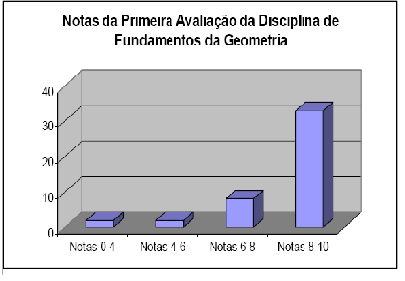 Notas da Primeira Avaliação da Disciplina de
Fundamentos da Geometria
40
30
20
10
0
Notas 0-4 Notas 4-6 Notas 6-8 Notas 8-10